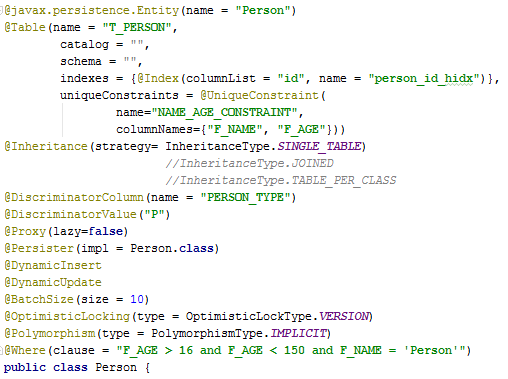 @javax.persistence.Entity(name = "Person")
@Table(name = "T_PERSON",
        catalog = "",
        schema = "",
        indexes = {@Index(columnList = "id", name = "person_id_hidx")},
        uniqueConstraints = @UniqueConstraint(
                name="NAME_AGE_CONSTRAINT",
                columnNames={"F_NAME", "F_AGE"}))
@Inheritance(strategy= InheritanceType.SINGLE_TABLE)
                        //InheritanceType.JOINED
                        //InheritanceType.TABLE_PER_CLASS
@DiscriminatorColumn(name = "PERSON_TYPE")
@DiscriminatorValue("P")
@Proxy(lazy=false)
@Persister(impl = Person.class)
@DynamicInsert
@DynamicUpdate
@BatchSize(size = 10)
@OptimisticLocking(type = OptimisticLockType.VERSION)
@Polymorphism(type = PolymorphismType.IMPLICIT)
@Where(clause = "F_AGE > 16 and F_AGE < 150 and F_NAME = 'Person'")
public class Person {